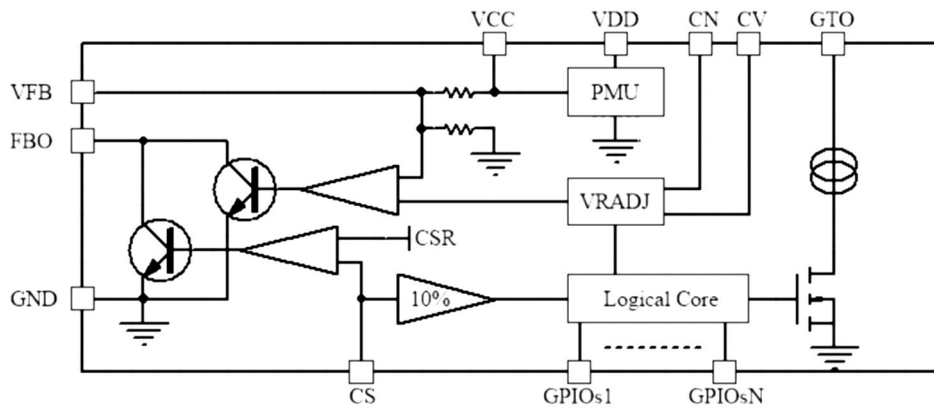 VCC VDD CN CV GTO
VFB
PMU
FBO
VRADJ
CSR
GND
10%
Logical Core
CS GPIOs1 GPIOsN